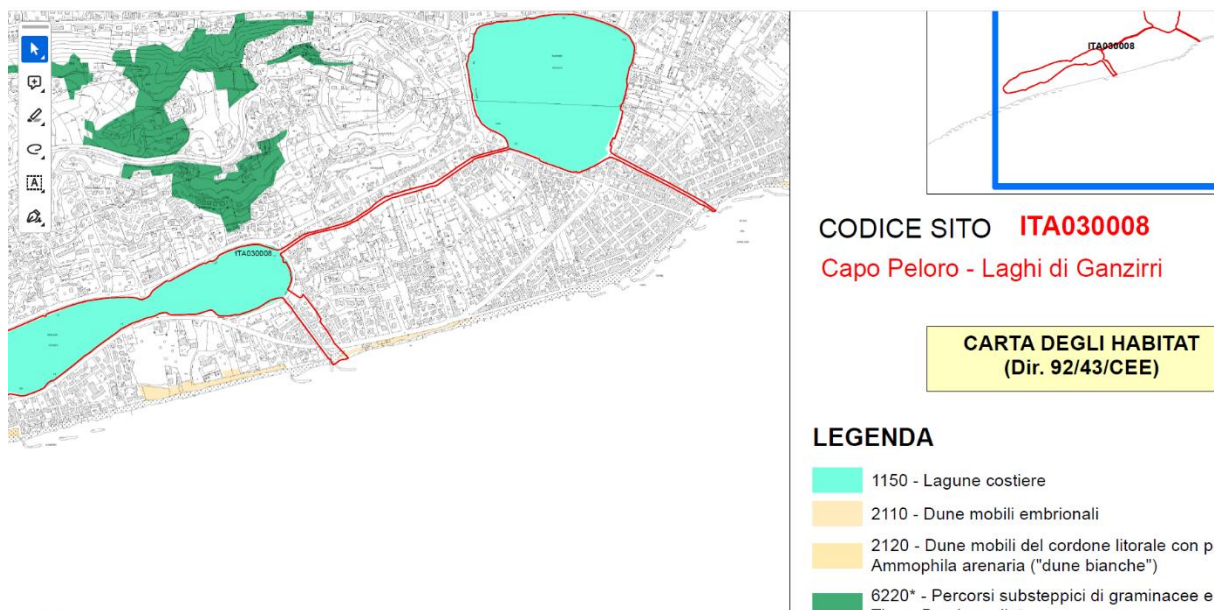 ITA030008
ITA030008
CODICE SITO ITA030008
Capo Peloro - Laghi di Ganzirri
CARTA DEGLI HABITAT
(Dir. 92/43/CEE)
LEGENDA
1150 - Lagune costiere
2110 - Dune mobili embrionali
2120 - Dune mobili del cordone litorale con p
Ammophila arenaria ("dune bianche")
6220* - Percorsi substeppici di graminacee e